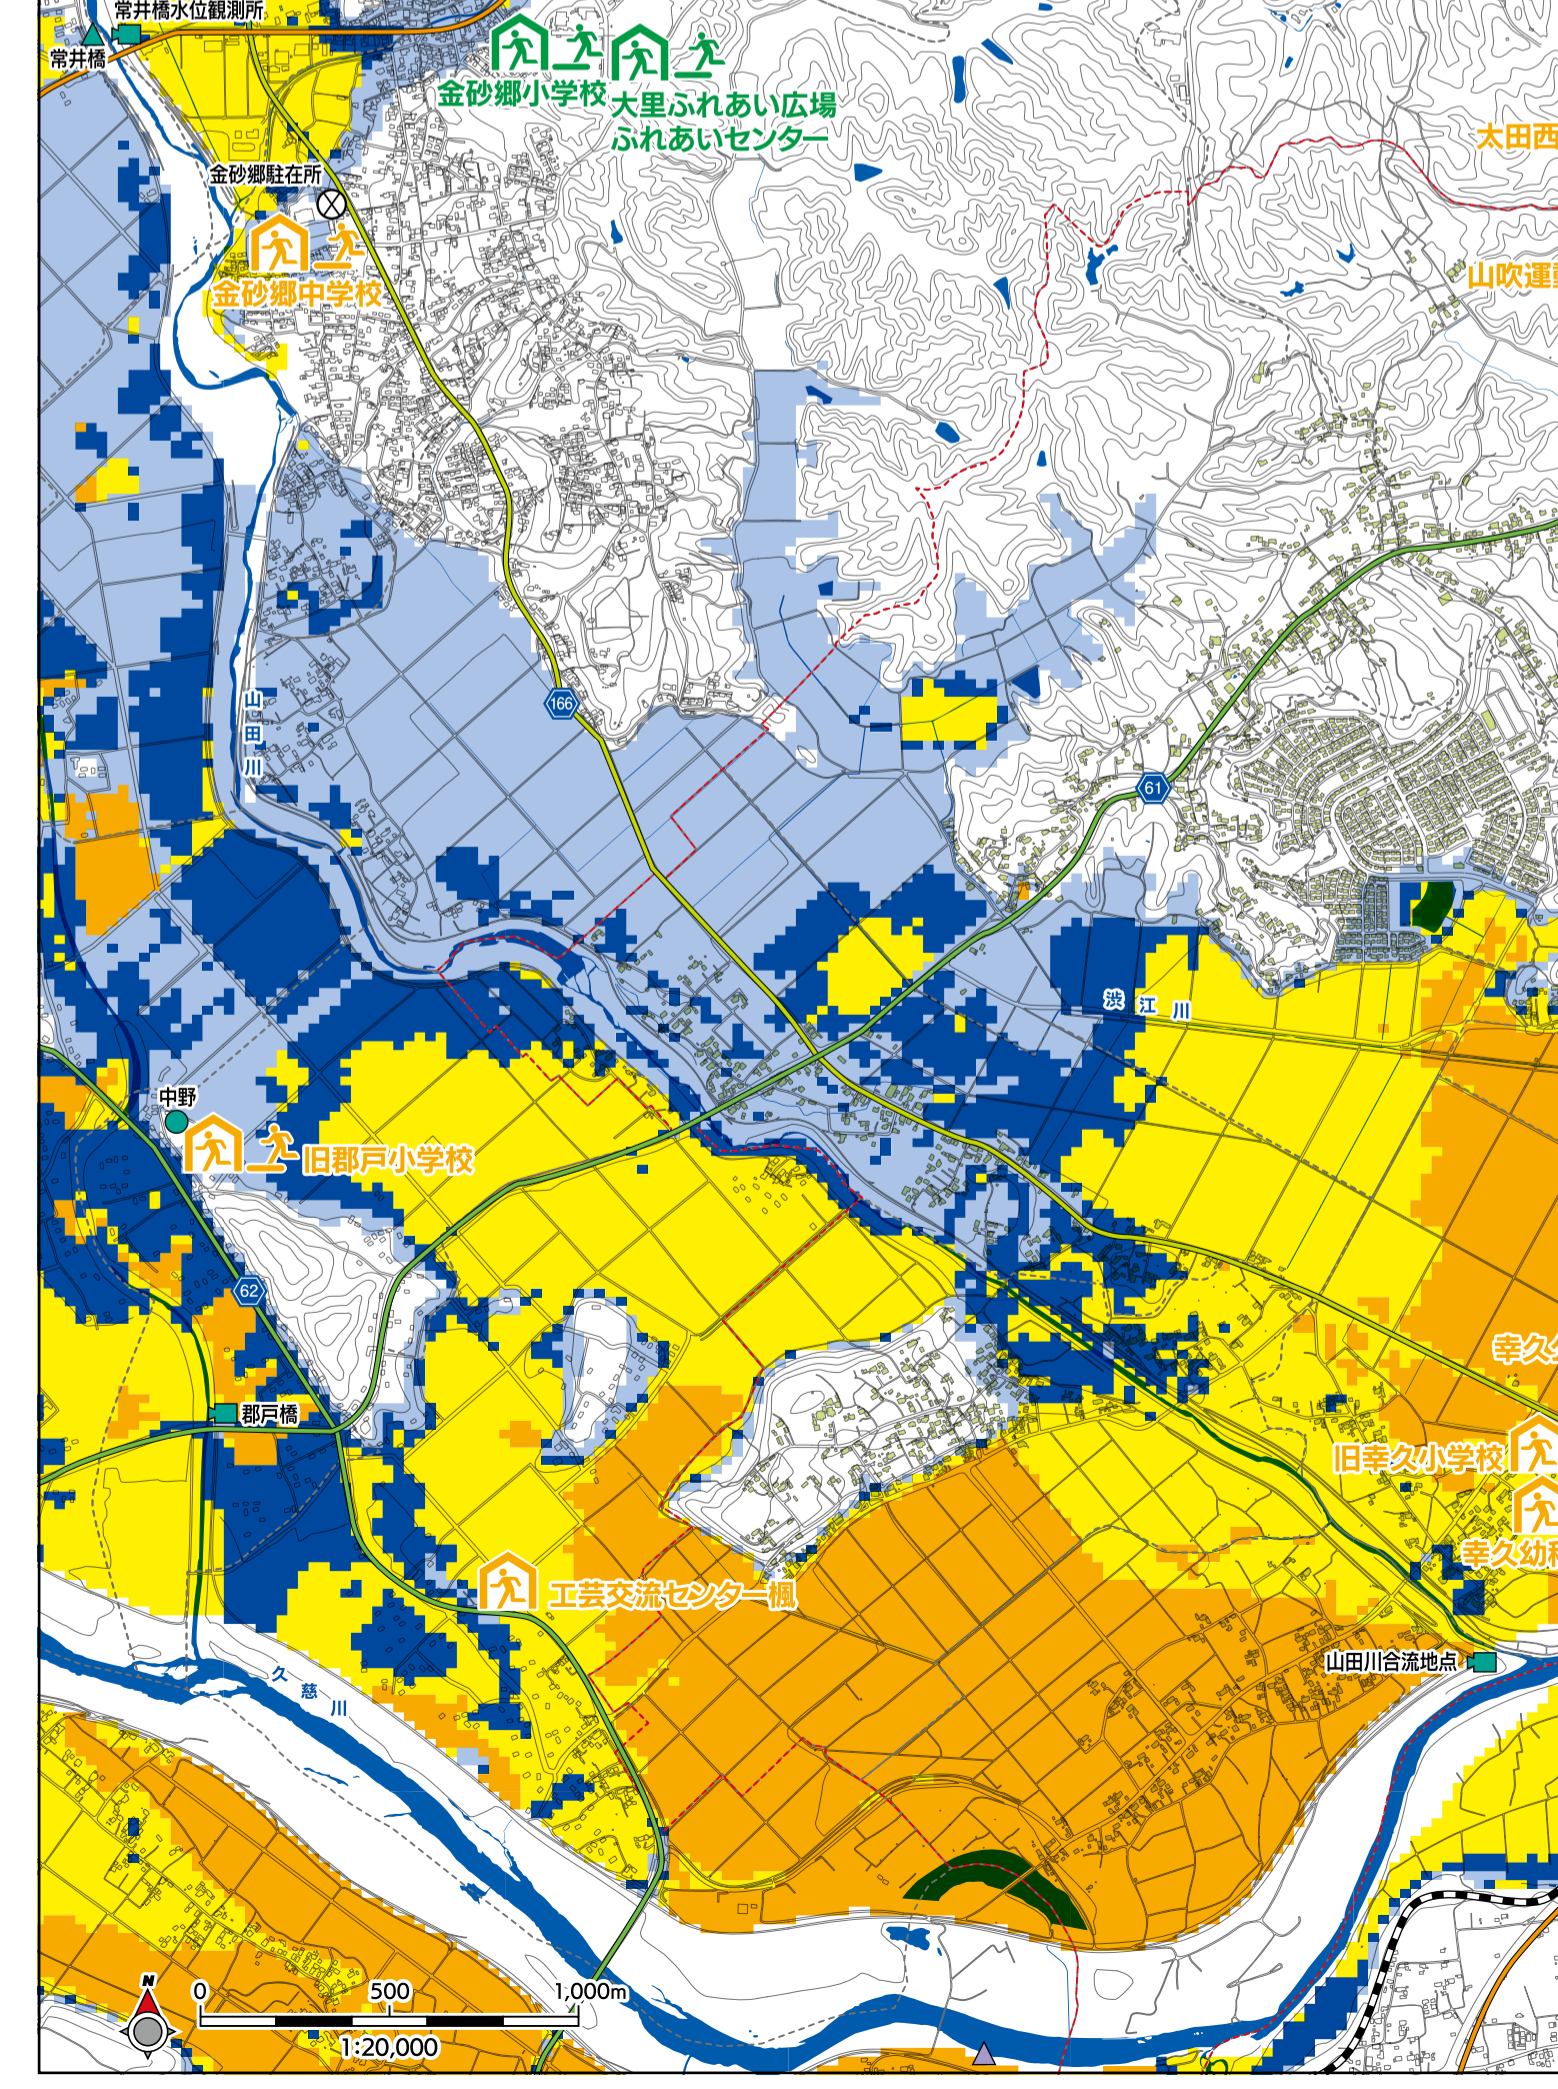 常井橋水位観測所
常井橋
金砂郷小学校
大里ふれあい広場
ふれあいセンター
太田西
金砂郷駐在所
金砂郷中学校
山吹運
166
山田川
61
渋江川
中野
旧郡戸小学校
62
幸久
郡戸橋
旧幸久小学校
幸久幼
工芸交流センター楓
山田川合流地点
久慈川
N
0 500 1,000m
1:20,000